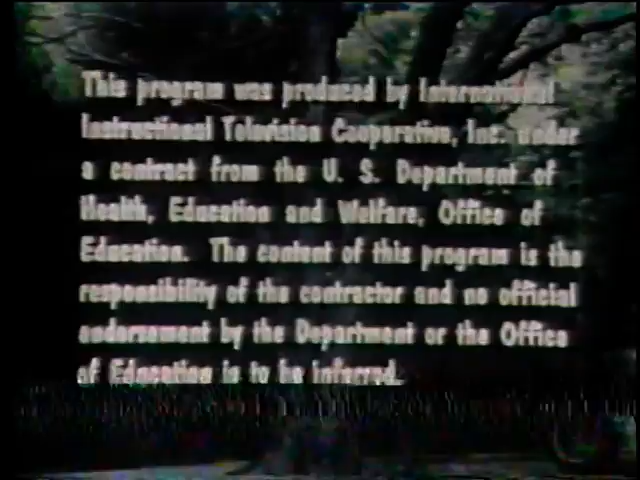 This program was produced by International
Instructional Television Cooperative, Inc. under
a contract from the U. S. Department of
Health, Education and Welfare, Office of
Education. The content of this program is the
responsibility of the contractor and no official
endorsement by the Department or the Office
of Education is to be inferred.